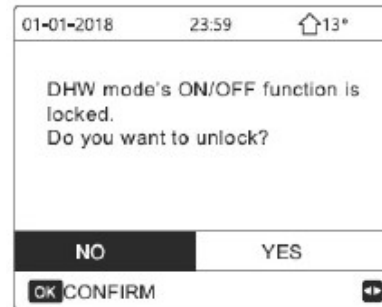 01-01-2018 23:59 13°
DHW mode's ON/OFF function is
locked.
Do you want to unlock?
NO YES
OK CONFIRM